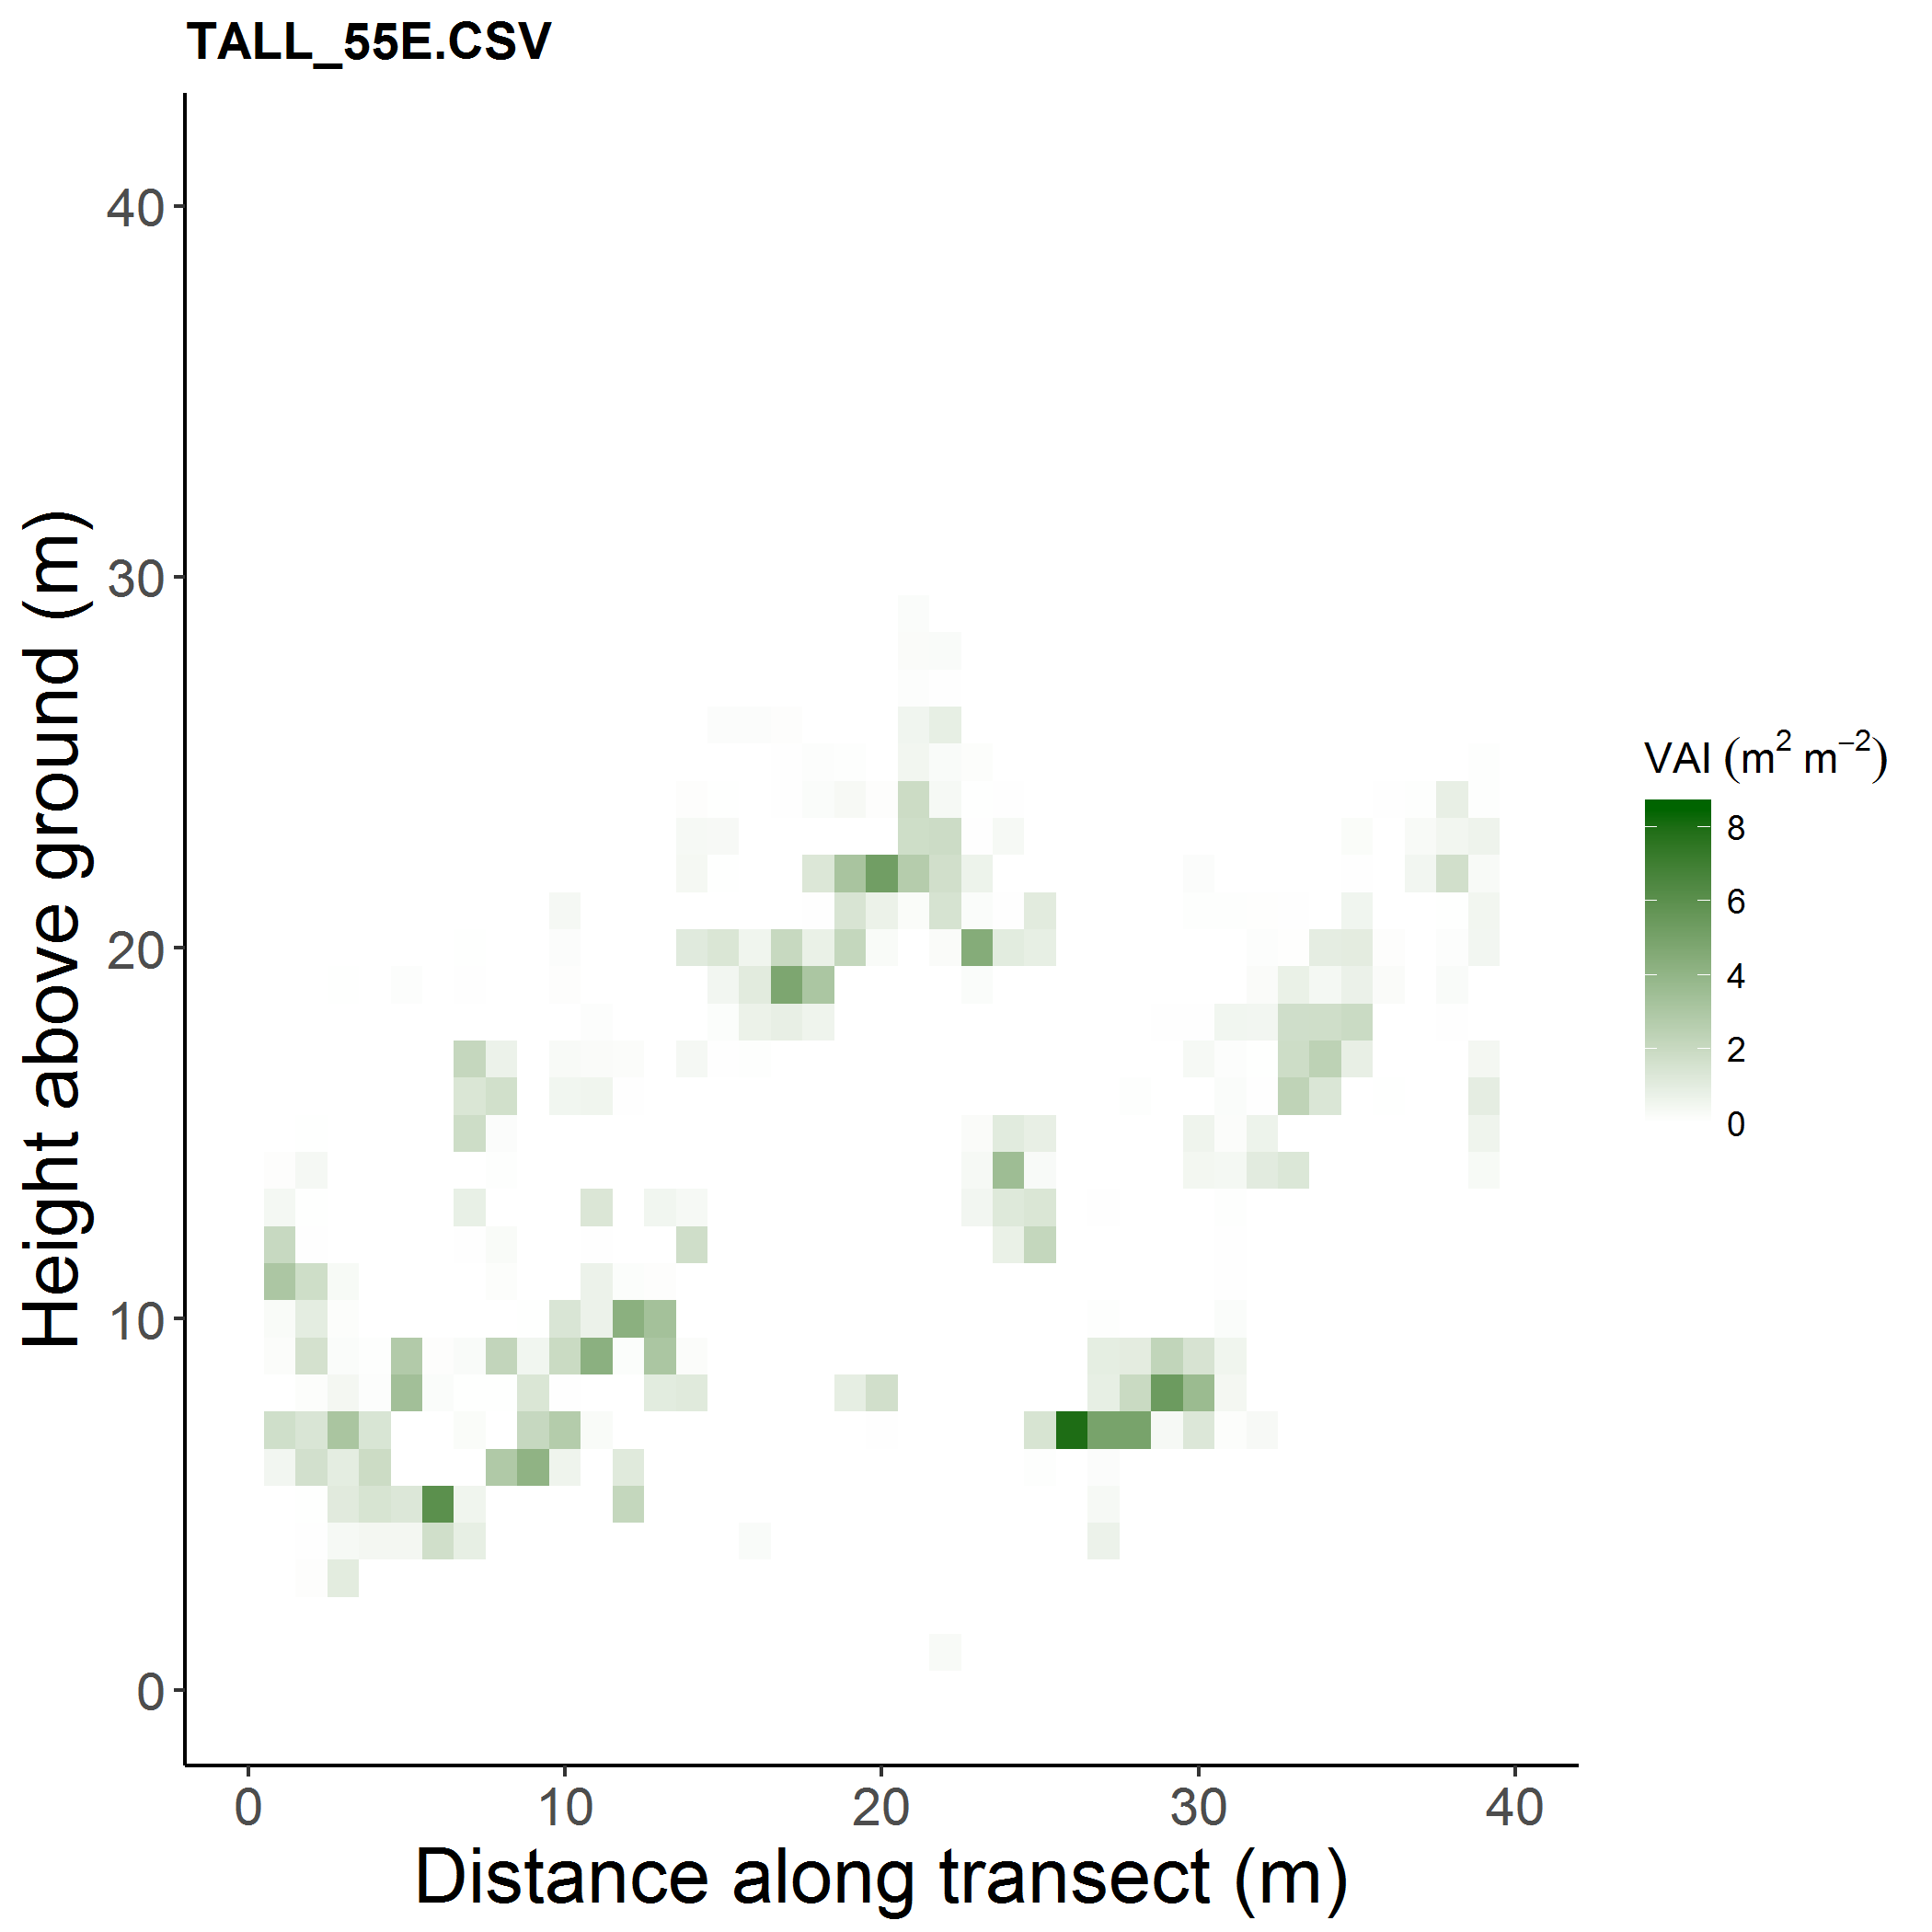 TALL_55E.CSV
Height above ground (m)
40
30
20
10
0
0 10 20 30 40
Distance along transect (m)
VAI (m² m⁻²)
8
6
4
2
0